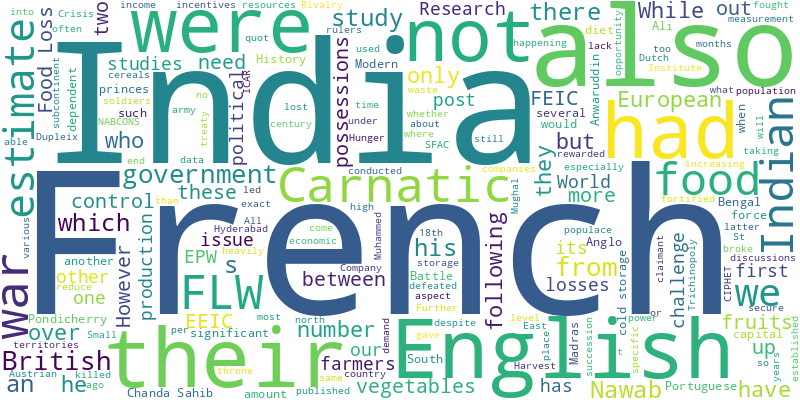 income
incentives
resources
Rivalry
into
Crisis
often
Food Loss
two
were
quot
rulers
used
study
Research
there
While
out
happening
not
also
Ali
diet
lack
too
measurement
Dutch
months
Institute
opportunity
fought
Anwaruddin
what
population
estimate
subcontinent
cereals
soldiers
dependent
studies
need
History
princes
such
army
no
Modern
ICAR
political
possessions
only
waste
about
whether
where
Hunger
SFAC
post
FEIC
several
would
European
when
will
taking
able
Dupleix
NABCONS
who
lost
century
time
under
treaty
India
had
Indian
end
data
conducted
still
companies
they
rewarded
increasing
Bengal
especially
food
government
Carnatic
but
World
more
fortified
force
latter
St
control
these
than
led
exact
All
Hyderabad
Mughal
18th
populace
broke
discussions
which
However
production
issue
heavily
come
economic
high
Muhammed
his
its
Anglo
from
claimant
Trichinopoly
challenge
we
war
various
another
other
reduce
EPW
s
FLW
between
storage
Battle
defeated
aspect
following
losses
cold storage
CIPHET
or
secure
first
French
one
Pondicherry
over
territories
Small
EEIC
per
significant
number
Company
most
north
our
demand
Further
gave
despite
level
East
South
place
Madras
succession
t
power
specific
fruits
capital
up
so
years
established
British
their
farmers
English
an
Austrian
killed
ago
he
Chanda Sahib
throne
amount
same
country
published
vegetables
Harvest
has
Nawab
Portuguese
have